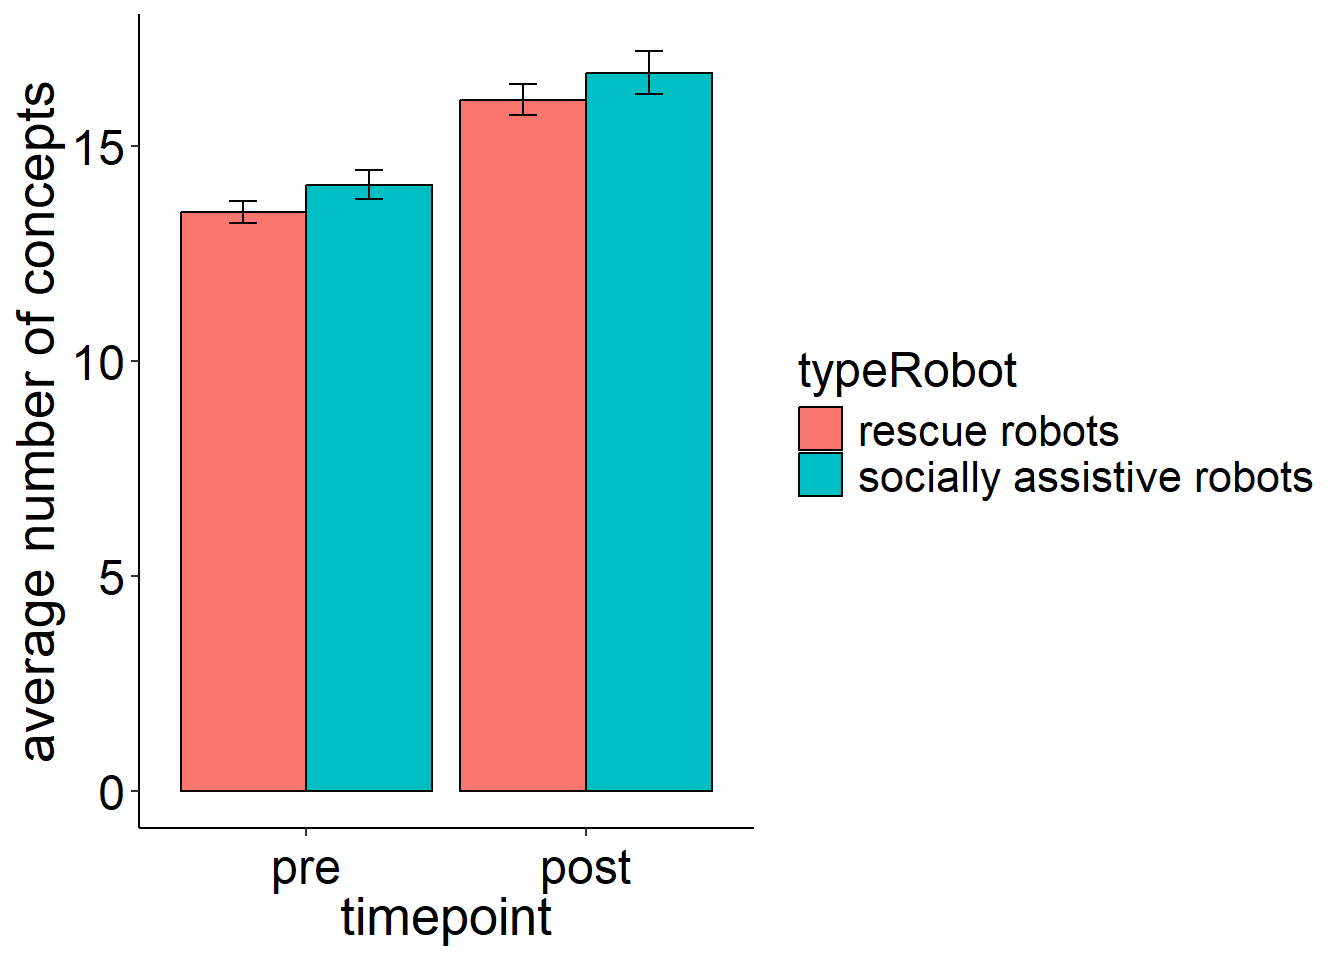 average number of concepts
15
10
5
0
pre
post
timepoint
typeRobot
rescue robots
socially assistive robots